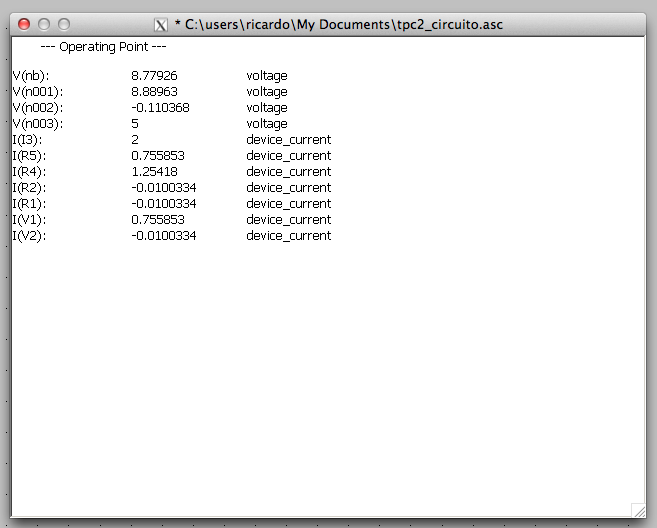 * C:\users\ricardo\My Documents\tpc2_circuito.asc
--- Operating Point ---
V(nb): 8.77926 voltage
V(n001): 8.88963 voltage
V(n002): -0.110368 voltage
V(n003): 5 voltage
I(I3): 2 device_current
I(R5): 0.755853 device_current
I(R4): 1.25418 device_current
I(R2): -0.0100334 device_current
I(R1): -0.0100334 device_current
I(V1): 0.755853 device_current
I(V2): -0.0100334 device_current